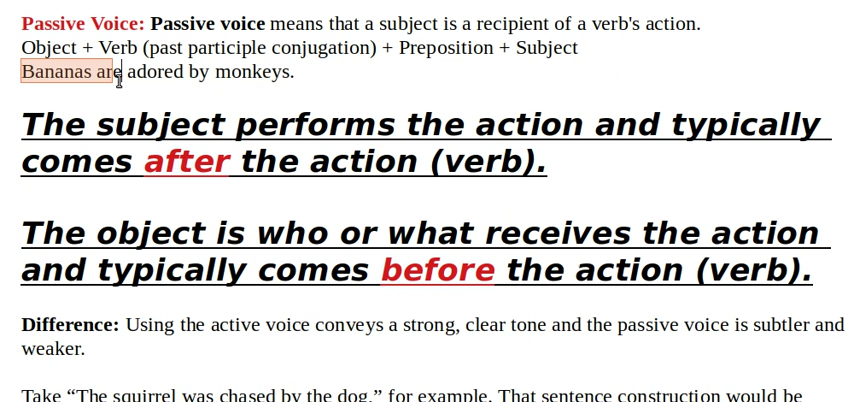 Passive Voice: Passive voice means that a subject is a recipient of a verb's action.
Object + Verb (past participle conjugation) + Preposition + Subject
Bananas are adored by monkeys.
The subject performs the action and typically
comes after the action (verb).
The object is who or what receives the action
and typically comes before the action (verb).
Difference: Using the active voice conveys a strong, clear tone and the passive voice is subtler and
weaker.
Take “The squirrel was chased by the dog,” for example. That sentence construction would be